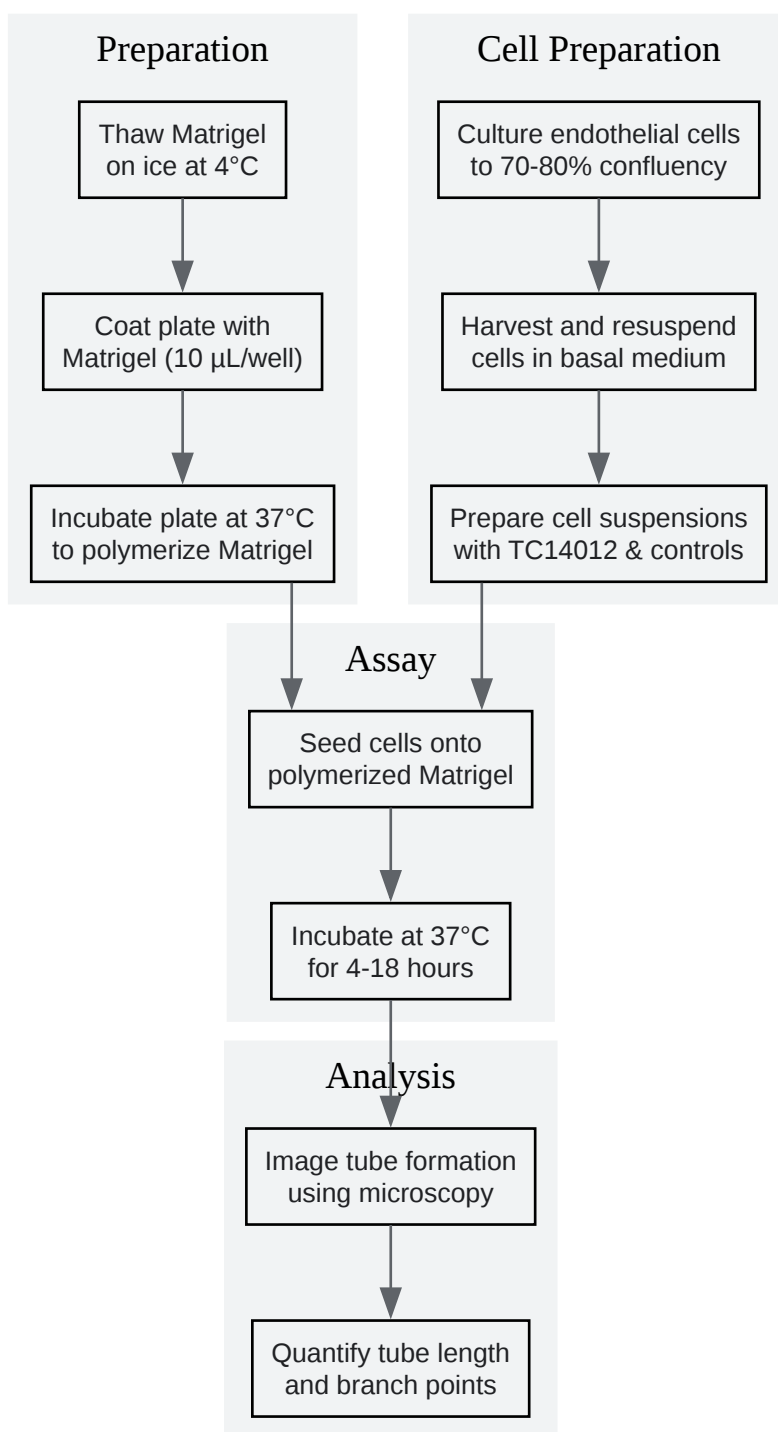 Preparation
Thaw Matrigel
on ice at 4°C
Coat plate with
Matrigel (10 µL/well)
Incubate plate at 37°C
to polymerize Matrigel
Cell Preparation
Culture endothelial cells
to 70-80% confluency
Harvest and resuspend
cells in basal medium
Prepare cell suspensions
with TC14012 & controls
Assay
Seed cells onto
polymerized Matrigel
Incubate at 37°C
for 4-18 hours
Analysis
Image tube formation
using microscopy
Quantify tube length
and branch points